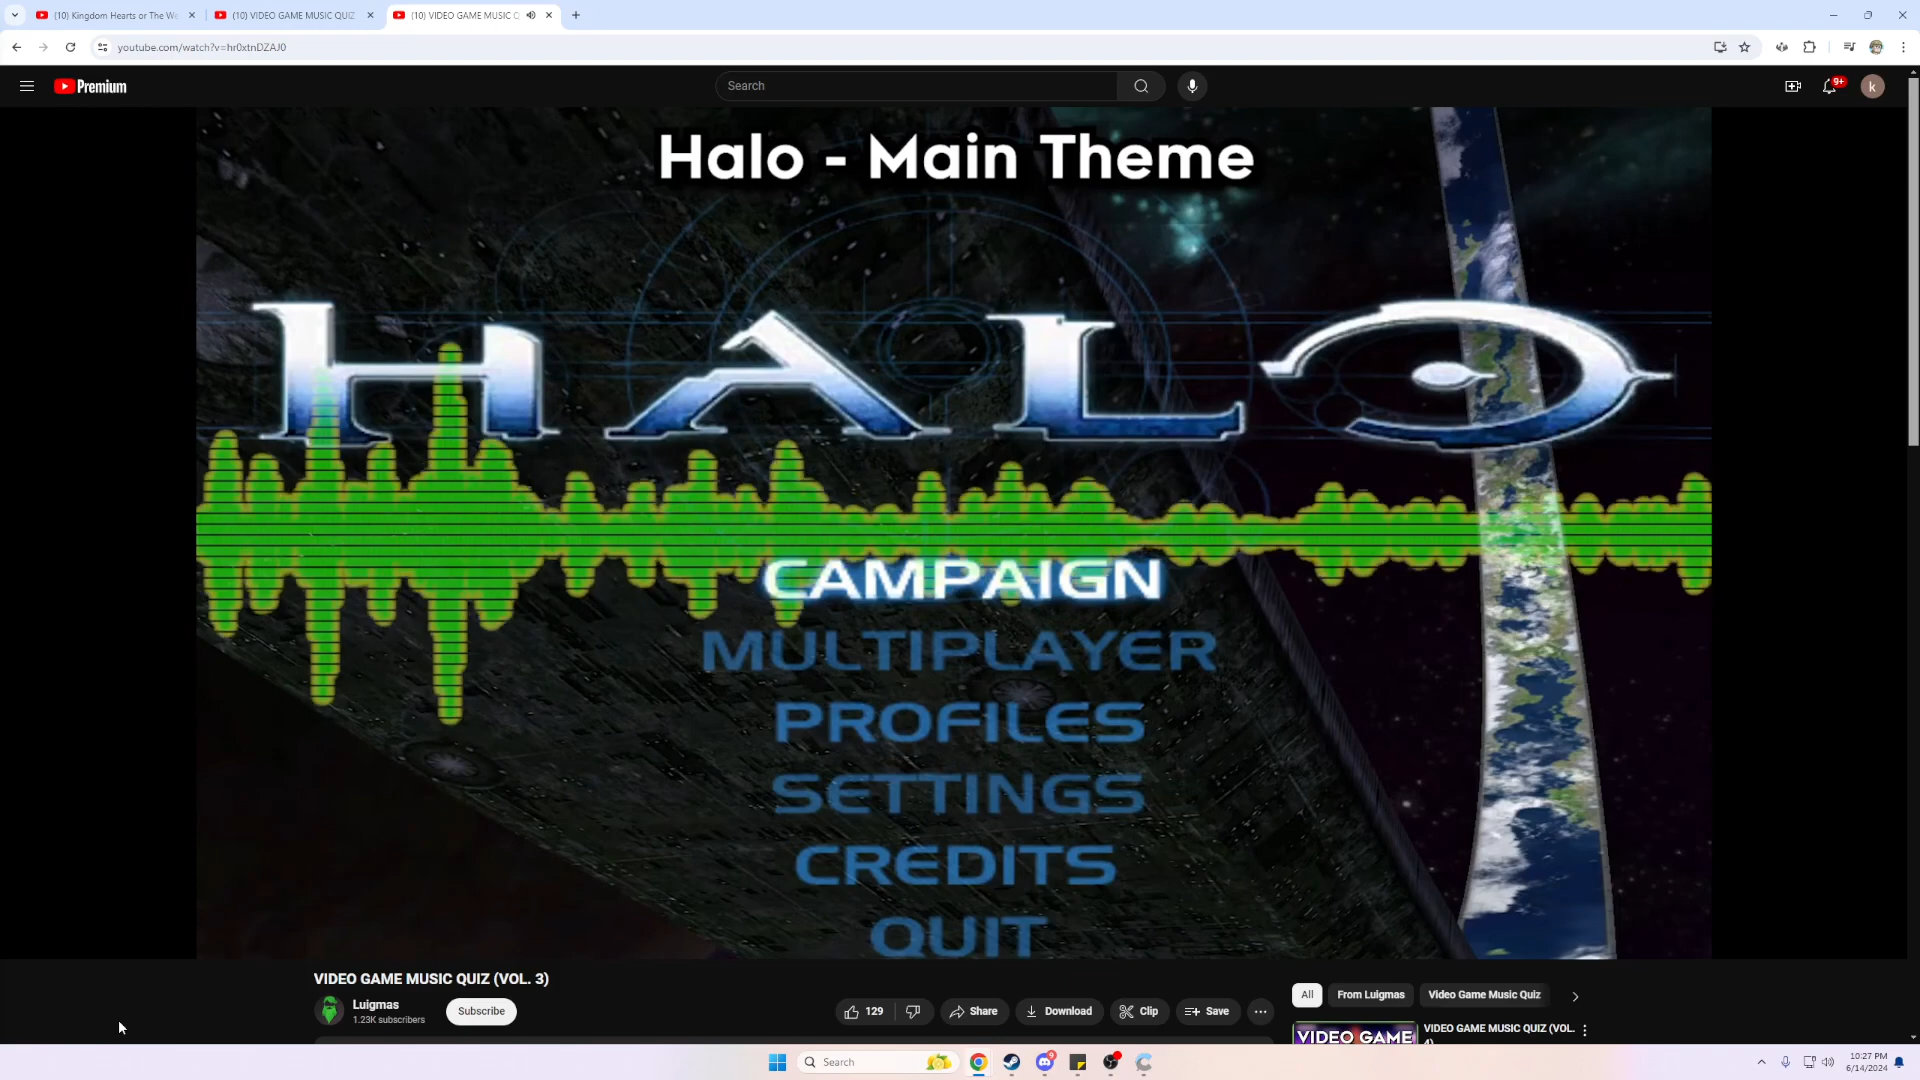 (10) Kingdom Hearts or The We
(10) VIDEO GAME MUSIC QUIZ
(10) VIDEO GAME MUSIC Q
youtube.com/watch?v=hr0xtnDZAJ0
Premium
Search
9+
k
Halo - Main Theme
HALO
CAMPAIGN
MULTIPLAYER
PROFILES
SETTINGS
CREDITS
QUIT
VIDEO GAME MUSIC QUIZ (VOL. 3)
Luigmas
1.23K subscribers
Subscribe
129
Share
Download
Clip
Save
All
From Luigmas
Video Game Music Quiz
VIDEO GAME
VIDEO GAME MUSIC QUIZ (VOL.
4)
Search
9
10:27 PM
6/14/2024